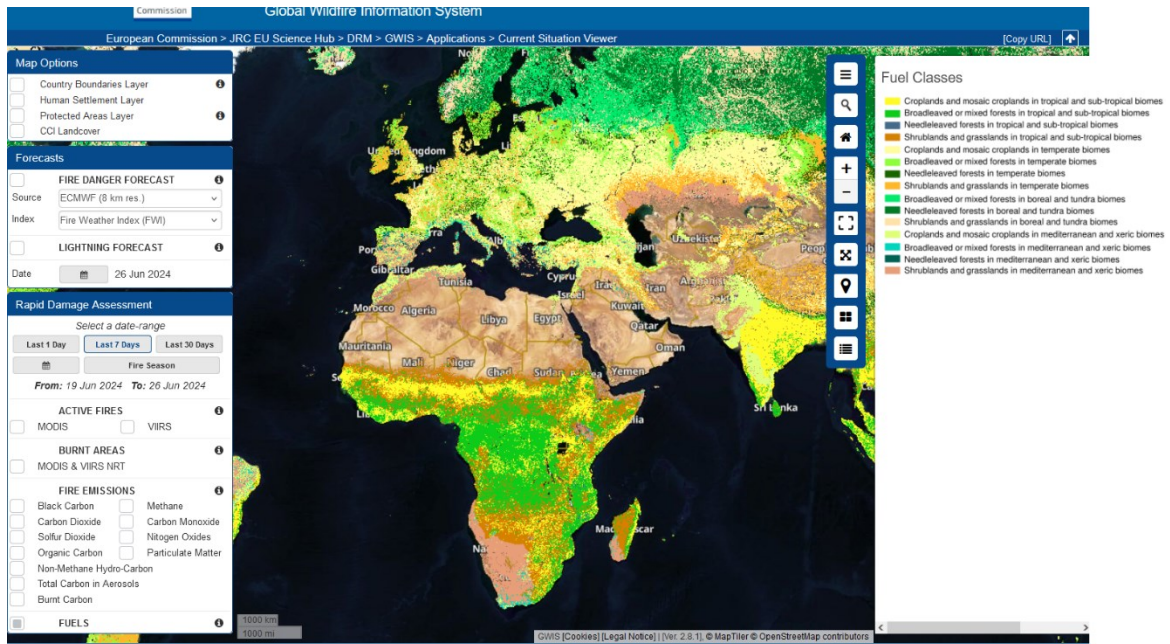 Commission
Global Wildfire Information System
European Commission > JRC EU Science Hub > DRM > GWIS > Applications > Current Situation Viewer
[Copy URL]
Map Options
Country Boundaries Layer
Human Settlement Layer
Protected Areas Layer
CCI Landcover
Forecasts
FIRE DANGER FORECAST
Source ECMWF (8 km res.)
Index Fire Weather Index (FWI)
LIGHTNING FORECAST
Date 26 Jun 2024
Rapid Damage Assessment
Select a date-range
Last 1 Day Last 7 Days Last 30 Days
Fire Season
From: 19 Jun 2024 To: 26 Jun 2024
ACTIVE FIRES
MODIS VIIRS
BURNT AREAS
MODIS & VIIRS NRT
FIRE EMISSIONS
Black Carbon Methane
Carbon Dioxide Carbon Monoxide
Solfur Dioxide Nitogen Oxides
Organic Carbon Particulate Matter
Non-Methane Hydro-Carbon
Total Carbon in Aerosols
Burnt Carbon
FUELS
Gibraltar
Tunisia
Cyprus
Israel
Iraq
Iran
Kuwait
Morocco
Algeria
Libya
Egypt
Qatar
Oman
Mauritania
Mali
Niger
Chad
Sudan
Yemen
1000 km
1000 mi
GWIS [Cookies] [Legal Notice] | [Ver. 2.8.1], © MapTiler © OpenStreetMap contributors
Fuel Classes
Croplands and mosaic croplands in tropical and sub-tropical biomes
Broadleaved or mixed forests in tropical and sub-tropical biomes
Needleleaved forests in tropical and sub-tropical biomes
Shrublands and grasslands in tropical and sub-tropical biomes
Croplands and mosaic croplands in temperate biomes
Broadleaved or mixed forests in temperate biomes
Needleleaved forests in temperate biomes
Shrublands and grasslands in temperate biomes
Broadleaved or mixed forests in boreal and tundra biomes
Needleleaved forests in boreal and tundra biomes
Shrublands and grasslands in boreal and tundra biomes
Croplands and mosaic croplands in mediterranean and xeric biomes
Broadleaved or mixed forests in mediterranean and xeric biomes
Needleleaved forests in mediterranean and xeric biomes
Shrublands and grasslands in mediterranean and xeric biomes